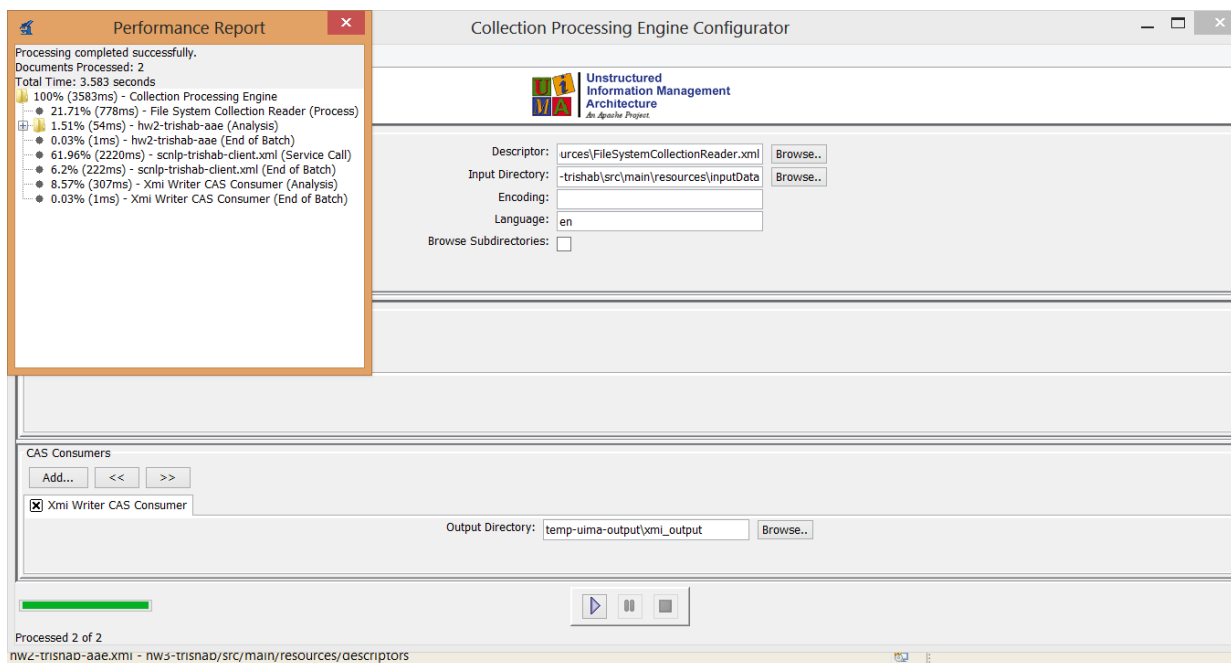 Performance Report
Processing completed successfully.
Documents Processed: 2
Total Time: 3.583 seconds
100% (3583ms) - Collection Processing Engine
21.71% (778ms) - File System Collection Reader (Process)
1.51% (54ms) - hw2-trishab-aae (Analysis)
0.03% (1ms) - hw2-trishab-aae (End of Batch)
61.96% (2220ms) - scnlp-trishab-client.xml (Service Call)
6.2% (222ms) - scnlp-trishab-client.xml (End of Batch)
8.57% (307ms) - Xmi Writer CAS Consumer (Analysis)
0.03% (1ms) - Xmi Writer CAS Consumer (End of Batch)
Collection Processing Engine Configurator
UIMA
Unstructured
Information Management
Architecture
An Apache Project
Descriptor: urces\FileSystemCollectionReader.xml Browse..
Input Directory: -trishab\src\main\resources\inputData Browse..
Encoding:
Language: en
Browse Subdirectories:
CAS Consumers
Add... << >>
Xmi Writer CAS Consumer
Output Directory: temp-uima-output\xmi_output Browse..
Processed 2 of 2
hw2-trishab-aae.xml - hw3-trishab/src/main/resources/descriptors